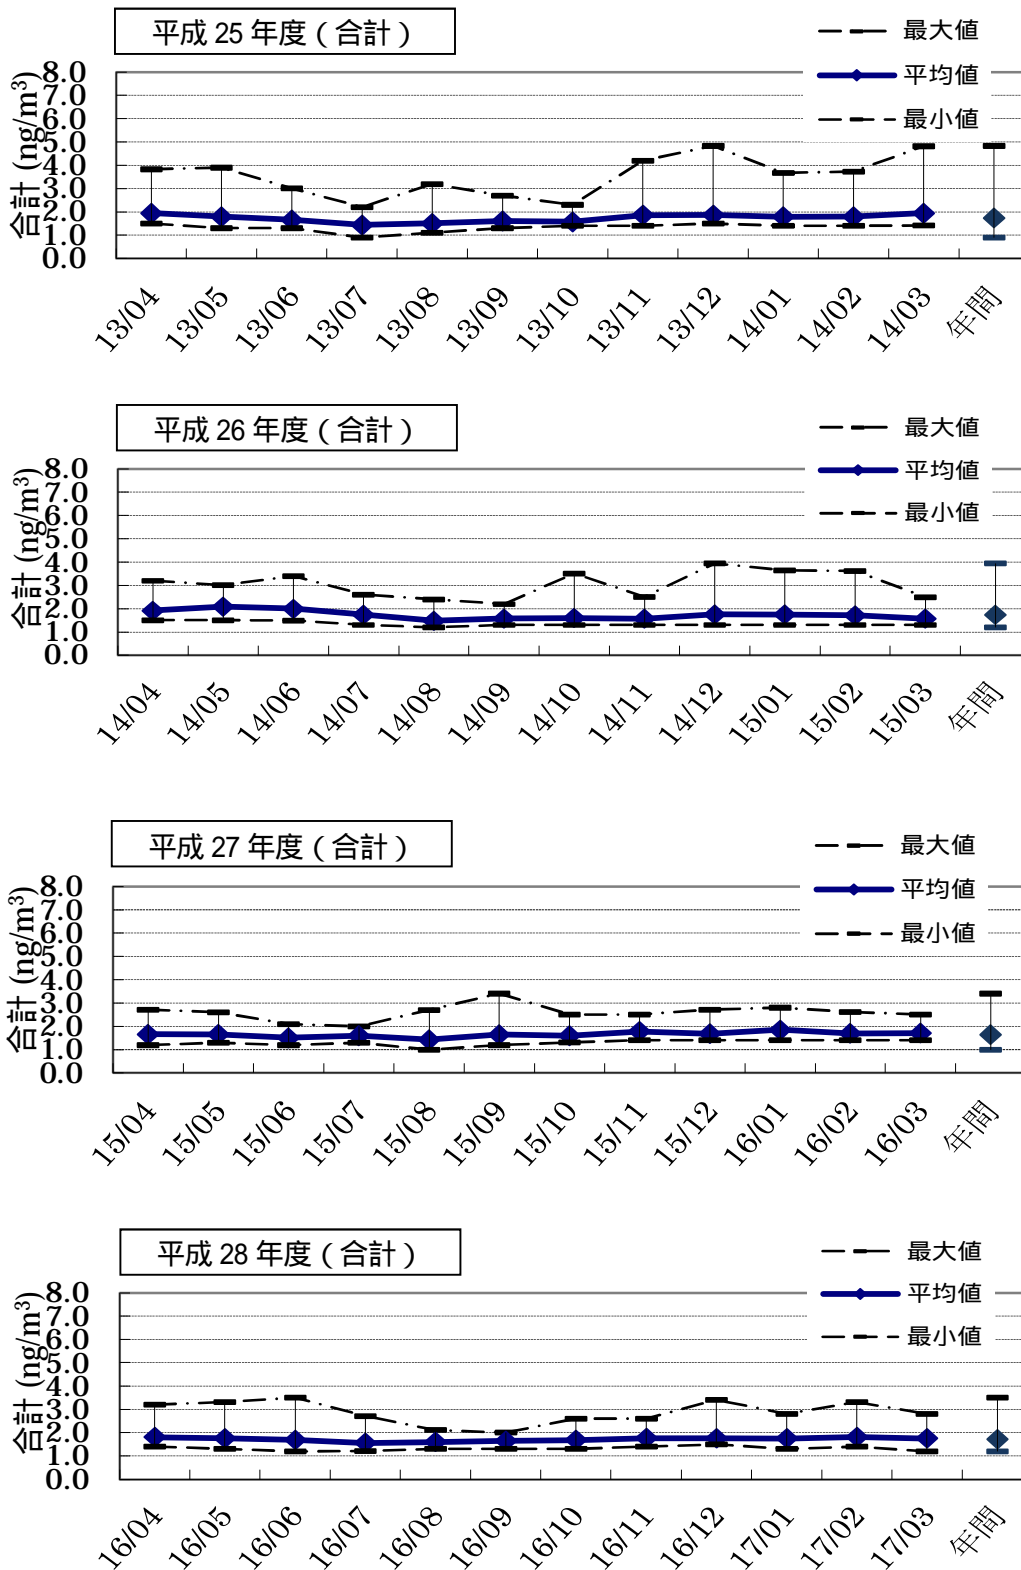 平成 25 年度（合計）
最大値
平均値
最小値
合計 (ng/m³)
8.0
7.0
6.0
5.0
4.0
3.0
2.0
1.0
0.0
13/04 13/05 13/06 13/07 13/08 13/09 13/10 13/11 13/12 14/01 14/02 14/03 年間
平成 26 年度（合計）
最大値
平均値
最小値
合計 (ng/m³)
8.0
7.0
6.0
5.0
4.0
3.0
2.0
1.0
0.0
14/04 14/05 14/06 14/07 14/08 14/09 14/10 14/11 14/12 15/01 15/02 15/03 年間
平成 27 年度（合計）
最大値
平均値
最小値
合計 (ng/m³)
8.0
7.0
6.0
5.0
4.0
3.0
2.0
1.0
0.0
15/04 15/05 15/06 15/07 15/08 15/09 15/10 15/11 15/12 16/01 16/02 16/03 年間
平成 28 年度（合計）
最大値
平均値
最小値
合計 (ng/m³)
8.0
7.0
6.0
5.0
4.0
3.0
2.0
1.0
0.0
16/04 16/05 16/06 16/07 16/08 16/09 16/10 16/11 16/12 17/01 17/02 17/03 年間